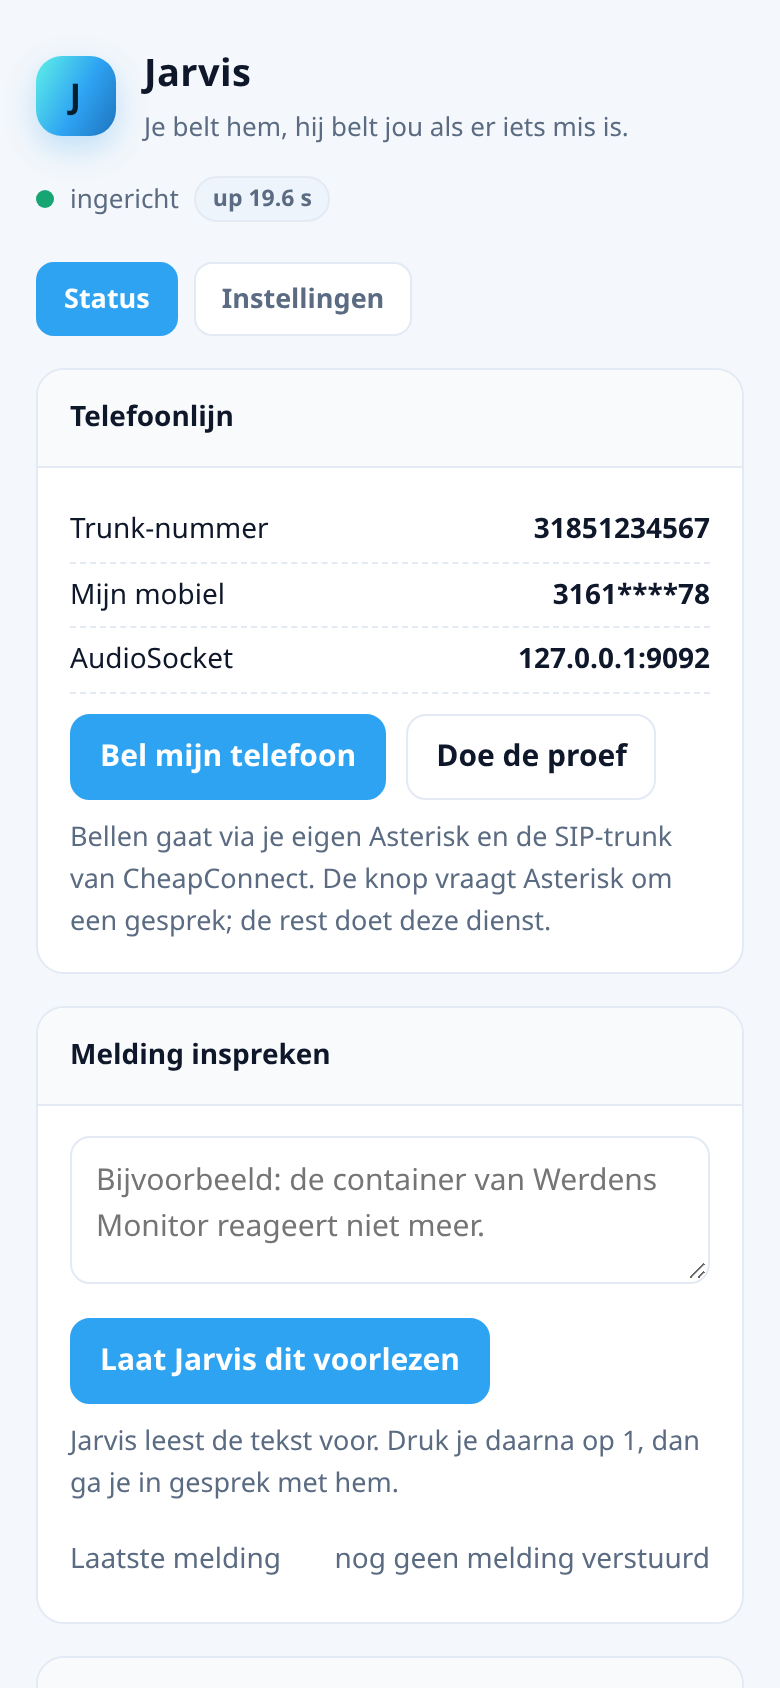 J
Jarvis
Je belt hem, hij belt jou als er iets mis is.
ingericht up 19.6 s
Status Instellingen
Telefoonlijn
Trunk-nummer 31851234567
Mijn mobiel 3161****78
AudioSocket 127.0.0.1:9092
Bel mijn telefoon Doe de proef
Bellen gaat via je eigen Asterisk en de SIP-trunk
van CheapConnect. De knop vraagt Asterisk om
een gesprek; de rest doet deze dienst.
Melding inspreken
Bijvoorbeeld: de container van Werdens
Monitor reageert niet meer.
Laat Jarvis dit voorlezen
Jarvis leest de tekst voor. Druk je daarna op 1, dan
ga je in gesprek met hem.
Laatste melding nog geen melding verstuurd